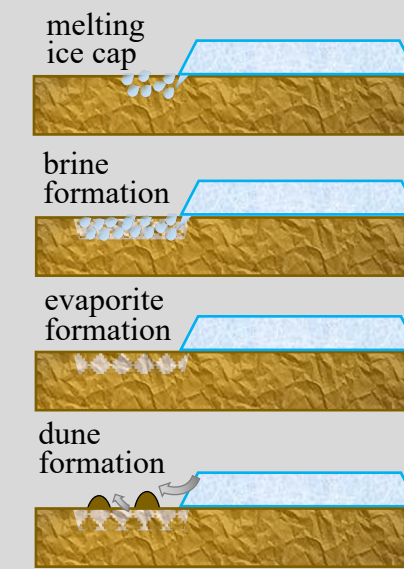 melting
ice cap
brine
formation
evaporite
formation
dune
formation